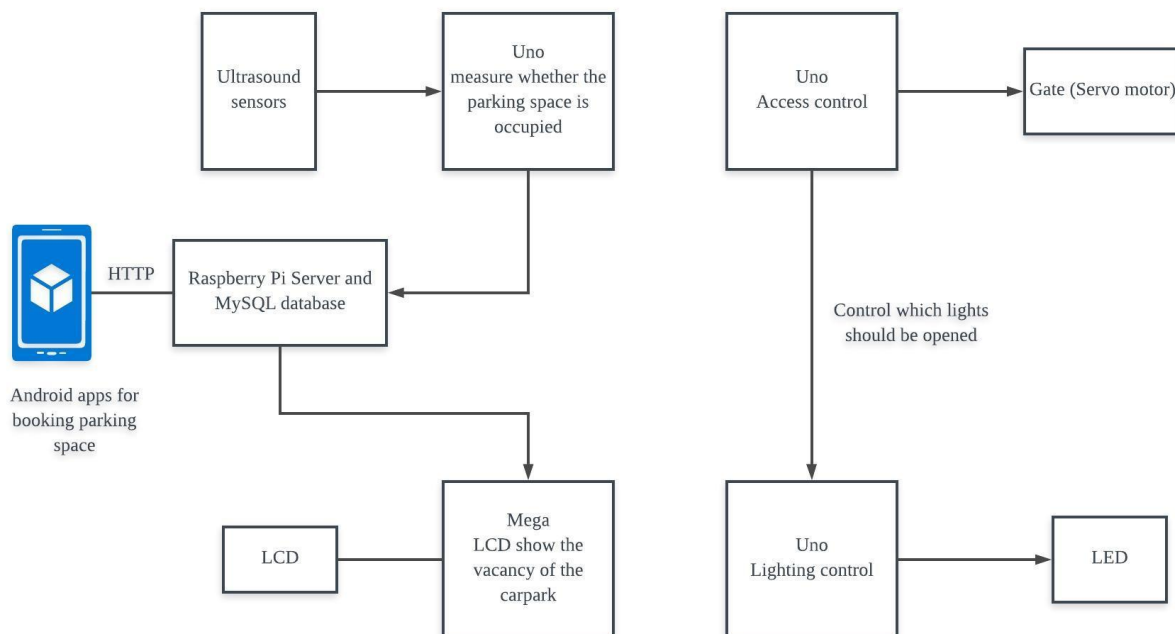 Ultrasound
sensors
Uno
measure whether the
parking space is
occupied
Uno
Access control
Gate (Servo motor)
HTTP
Raspberry Pi Server and
MySQL database
Control which lights
should be opened
Android apps for
booking parking
space
LCD
Mega
LCD show the
vacancy of the
carpark
Uno
Lighting control
LED